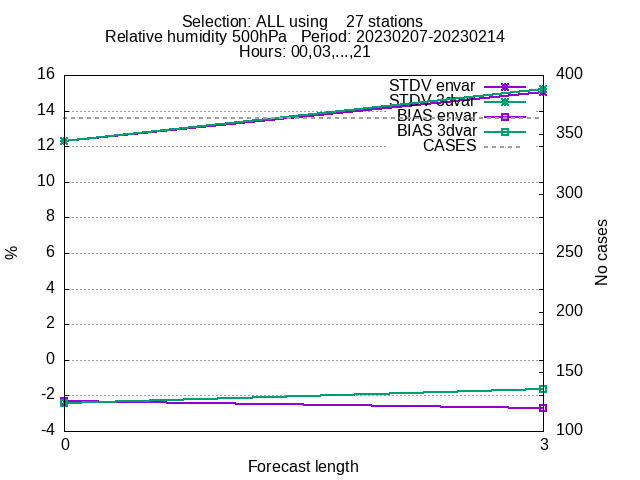 Selection: ALL using 27 stations
Relative humidity 500hPa Period: 20230207-20230214
Hours: 00,03,...,21
16 400
STDV envar
STDV 3dvar
14
BIAS envar
BIAS 3dvar 350
12 CASES
10 300
8
%
6 250
No cases
4
2 200
0
150
-2
-4 100
0 3
Forecast length